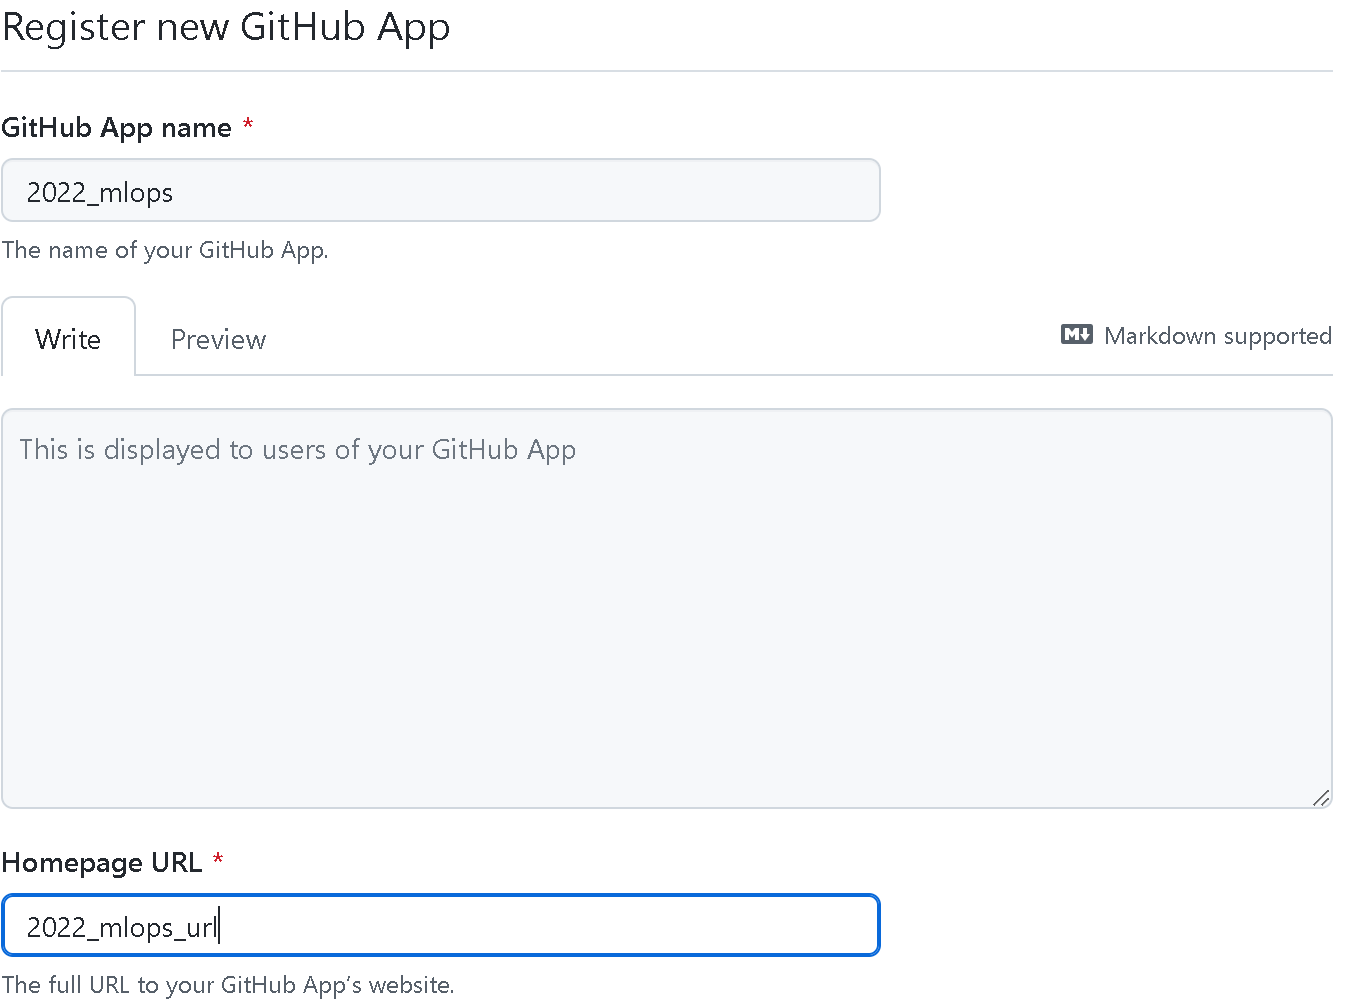 Register new GitHub App
GitHub App name *
2022_mlops
The name of your GitHub App.
Write Preview Markdown supported
This is displayed to users of your GitHub App
Homepage URL *
2022_mlops_url
The full URL to your GitHub App’s website.